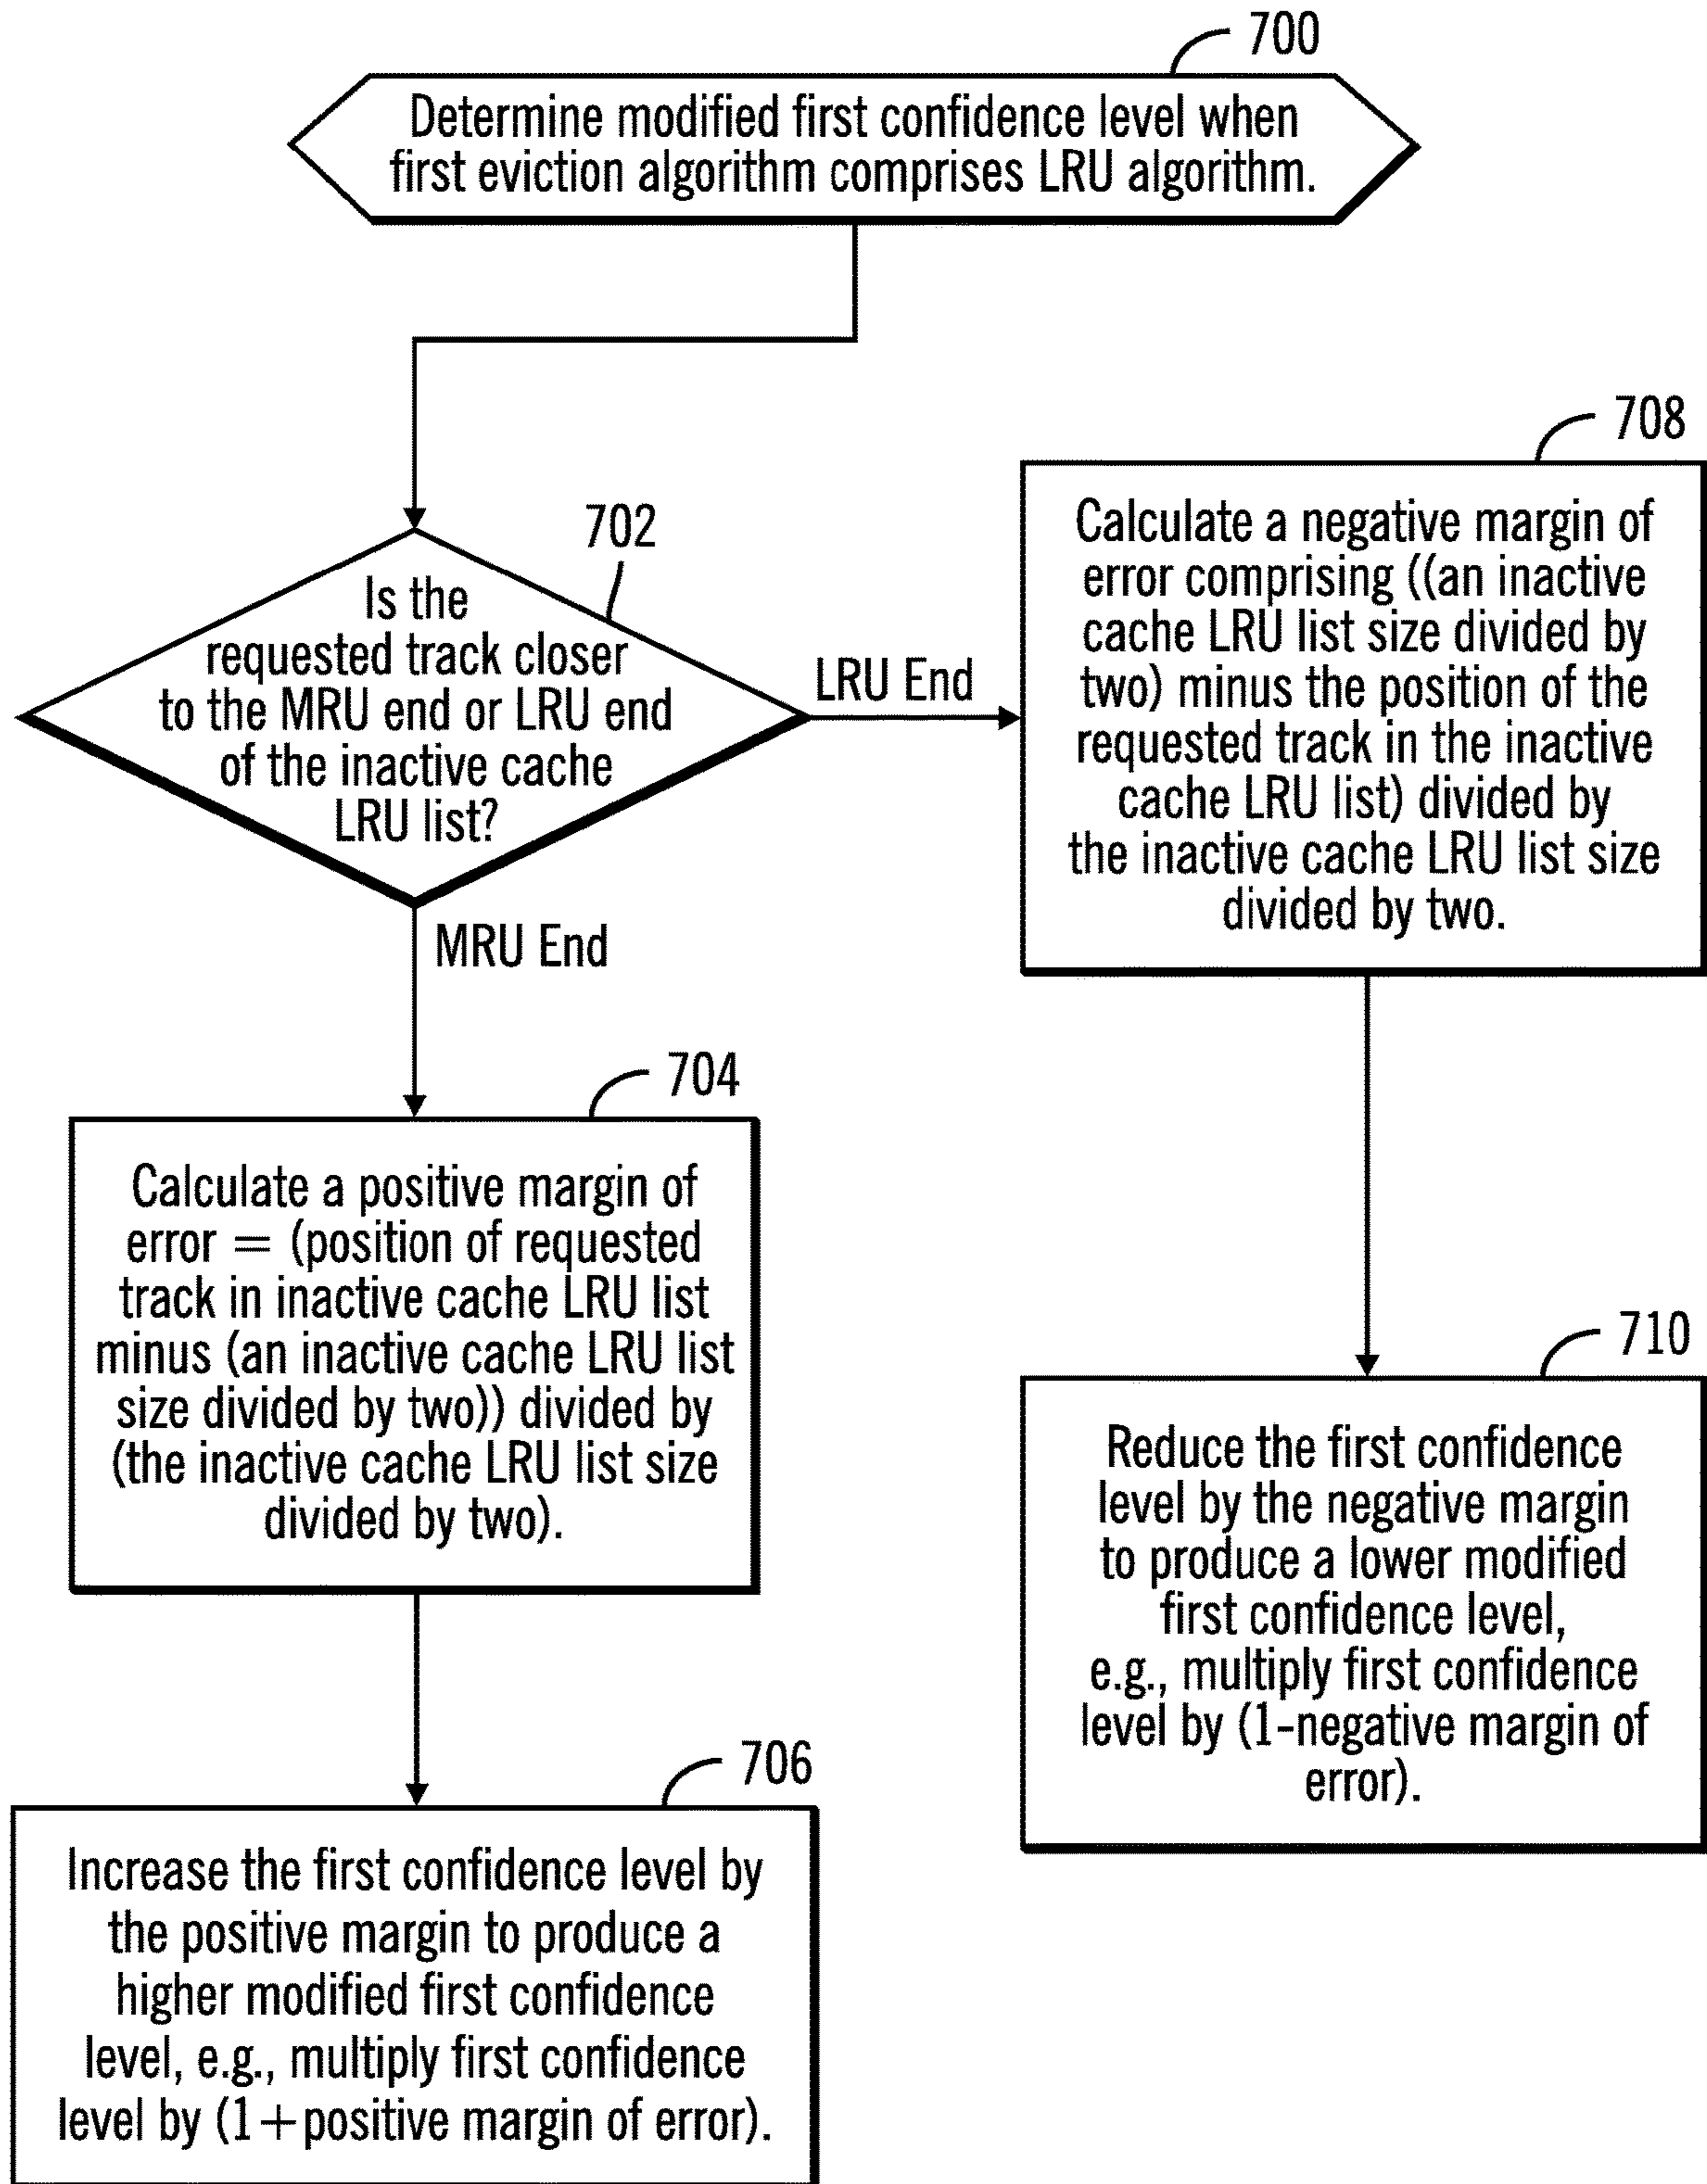 700
Determine modified first confidence level when
first eviction algorithm comprises LRU algorithm.
702
Is the
requested track closer
to the MRU end or LRU end
of the inactive cache
LRU list?
LRU End
MRU End
708
Calculate a negative margin of
error comprising ((an inactive
cache LRU list size divided by
two) minus the position of the
requested track in the inactive
cache LRU list) divided by
the inactive cache LRU list size
divided by two.
704
Calculate a positive margin of
error = (position of requested
track in inactive cache LRU list
minus (an inactive cache LRU list
size divided by two)) divided by
(the inactive cache LRU list size
divided by two).
710
Reduce the first confidence
level by the negative margin
to produce a lower modified
first confidence level,
e.g., multiply first confidence
level by (1-negative margin of
error).
706
Increase the first confidence level by
the positive margin to produce a
higher modified first confidence
level, e.g., multiply first confidence
level by (1+positive margin of error).